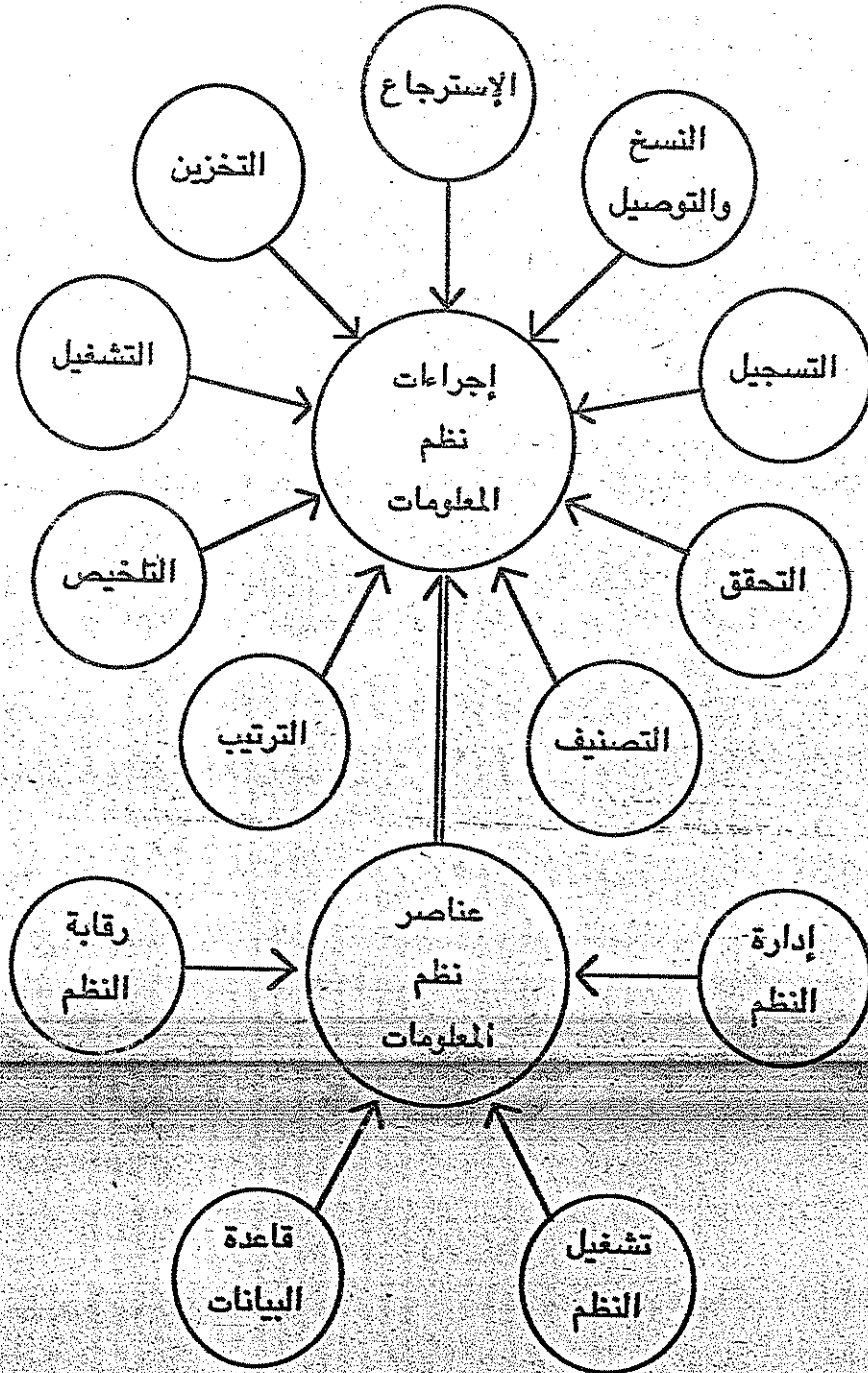 الإسترجاع
النسخ
والتوصيل
التخزين
التسجيل
التشغيل
إجراءات
نظم
المعلومات
التحقق
التلخيص
التصنيف
الترتيب
عناصر
نظم
المعلومات
إدارة
النظم
رقابة
النظم
تشغيل
النظم
قاعدة
البيانات